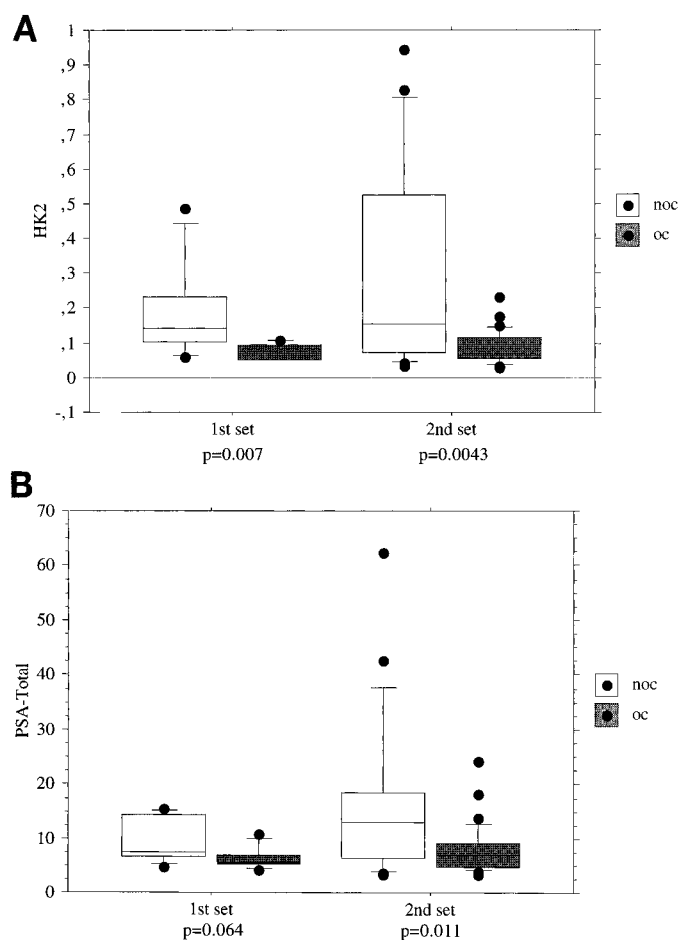 A
1
,9
,8
,7
,6
,5
,4
,3
,2
,1
0
-,1
HK2
noc
oc
1st set 2nd set
p=0.007 p=0.0043
B
70
60
50
40
30
20
10
0
PSA-Total
noc
oc
1st set 2nd set
p=0.064 p=0.011